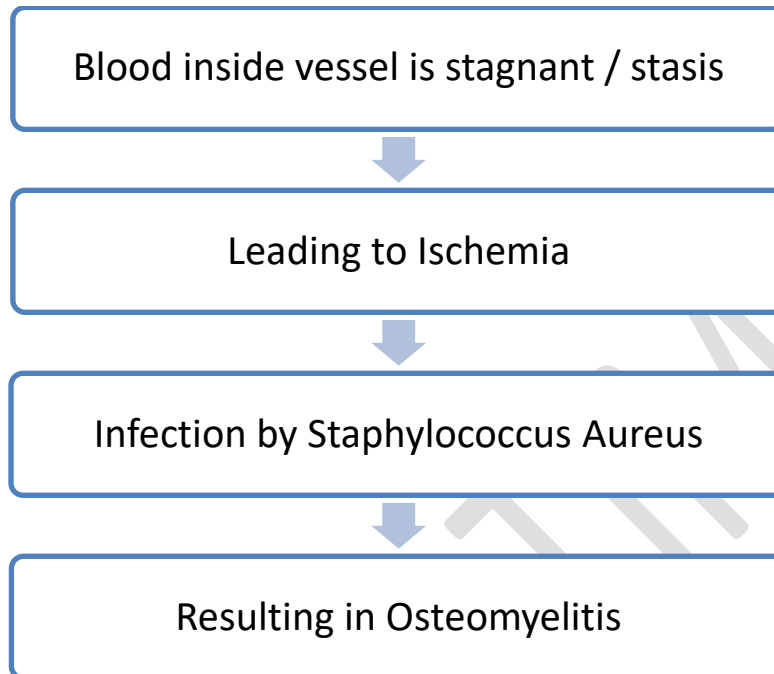 Blood inside vessel is stagnant / stasis
Leading to Ischemia
Infection by Staphylococcus Aureus
Resulting in Osteomyelitis